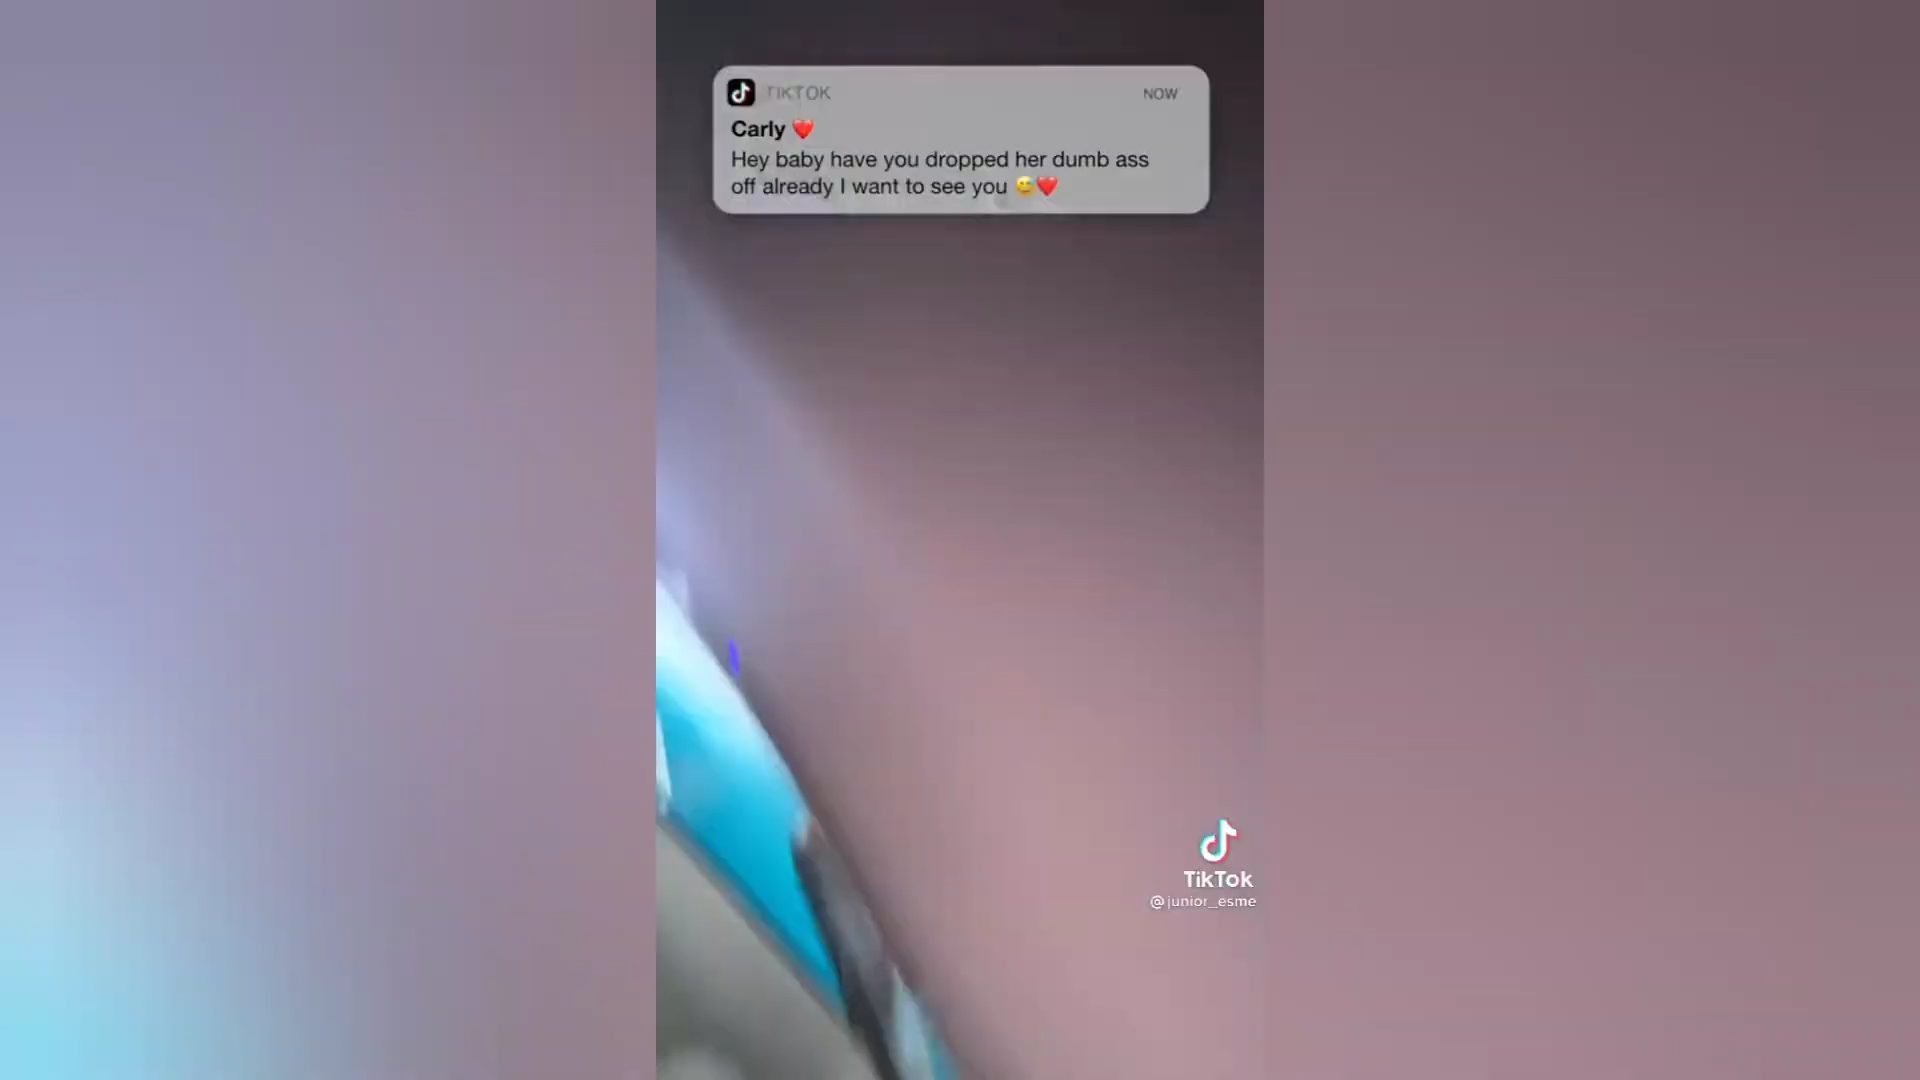 TIKTOK
NOW
Carly ❤️
Hey baby have you dropped her dumb ass
off already I want to see you 😅❤️
TikTok
@junior_esme